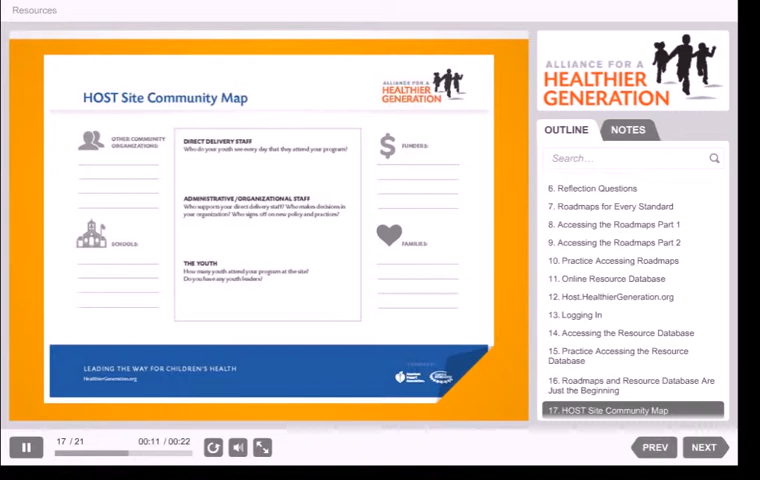 Resources
HOST Site Community Map
ALLIANCE FOR A
HEALTHIER
GENERATION
OTHER COMMUNITY
ORGANIZATIONS:
DIRECT DELIVERY STAFF
Who do your youth see every day that they attend your program?
FUNDERS:
ADMINISTRATIVE/ORGANIZATIONAL STAFF
Who supports your direct delivery staff? Who makes decisions in
your organization? Who signs off on new policy and practices?
SCHOOLS:
FAMILIES:
THE YOUTH
How many youth attend your program at the site?
Do you have any youth leaders?
LEADING THE WAY FOR CHILDREN'S HEALTH
HealthierGeneration.org
American
Heart
Association
ALLIANCE FOR A
HEALTHIER
GENERATION
OUTLINE
NOTES
Search...
6. Reflection Questions
7. Roadmaps for Every Standard
8. Accessing the Roadmaps Part 1
9. Accessing the Roadmaps Part 2
10. Practice Accessing Roadmaps
11. Online Resource Database
12. Host.HealthierGeneration.org
13. Logging In
14. Accessing the Resource Database
15. Practice Accessing the Resource
Database
16. Roadmaps and Resource Database Are
Just the Beginning
17. HOST Site Community Map
17 / 21
00:11 / 00:22
PREV
NEXT